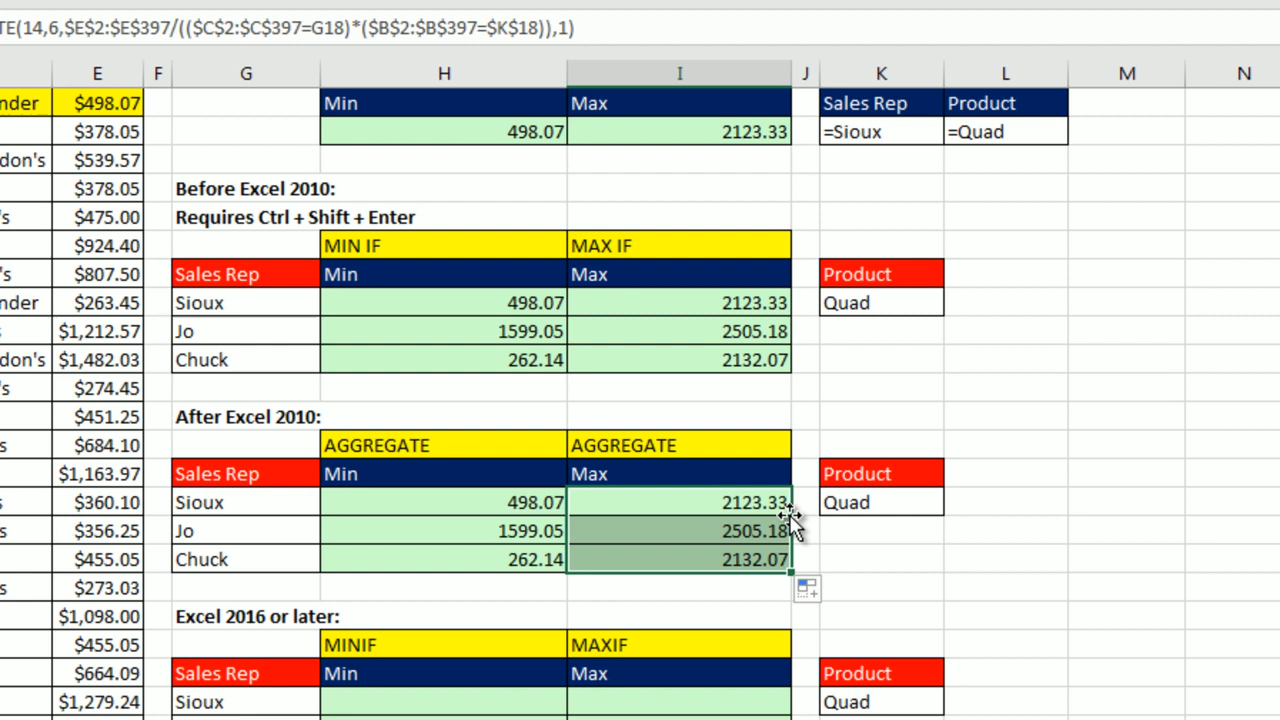 TE(14,6,$E$2:$E$397/(($C$2:$C$397=G18)*($B$2:$B$397=$K$18)),1)
E F G H I J K L M N
nder $498.07 Min Max Sales Rep Product
$378.05 498.07 2123.33 =Sioux =Quad
don's $539.57
$378.05 Before Excel 2010:
's $475.00 Requires Ctrl + Shift + Enter
$924.40 MIN IF MAX IF
's $807.50 Sales Rep Min Max Product
nder $263.45 Sioux 498.07 2123.33 Quad
s $1,212.57 Jo 1599.05 2505.18
don's $1,482.03 Chuck 262.14 2132.07
's $274.45
$451.25 After Excel 2010:
s $684.10 AGGREGATE AGGREGATE
$1,163.97 Sales Rep Min Max Product
s $360.10 Sioux 498.07 2123.33 Quad
s $356.25 Jo 1599.05 2505.18
$455.05 Chuck 262.14 2132.07
s $273.03
$1,098.00 Excel 2016 or later:
$455.05 MINIF MAXIF
$664.09 Sales Rep Min Max Product
$1,279.24 Sioux Quad